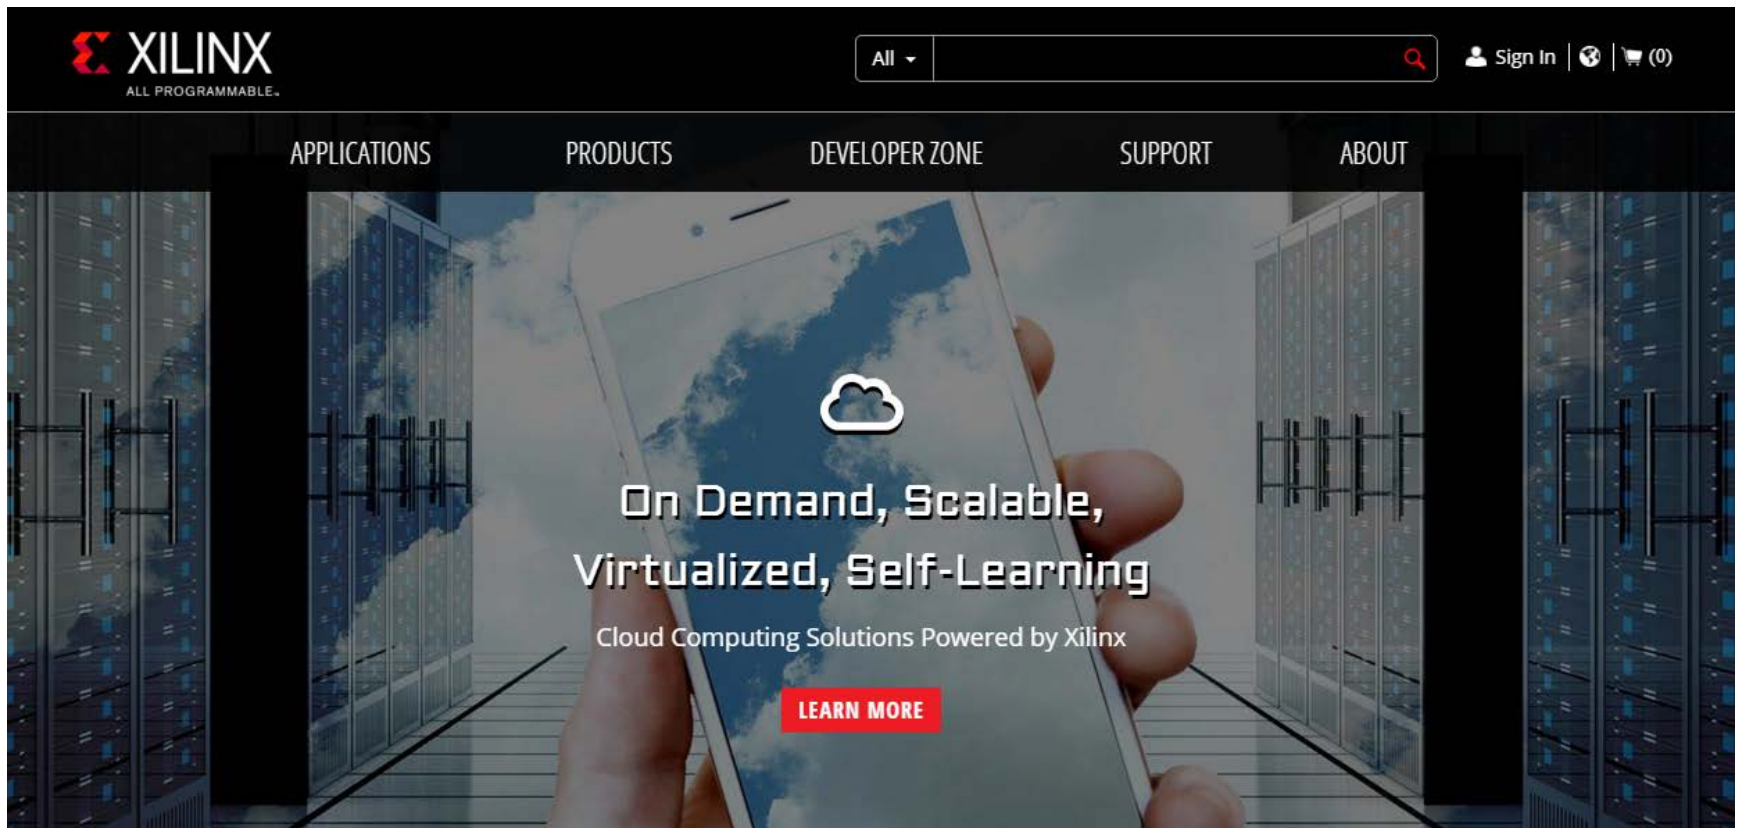 XILINX
ALL PROGRAMMABLE™
All
Sign In
(0)
APPLICATIONS
PRODUCTS
DEVELOPER ZONE
SUPPORT
ABOUT
On Demand, Scalable,
Virtualized, Self-Learning
Cloud Computing Solutions Powered by Xilinx
LEARN MORE